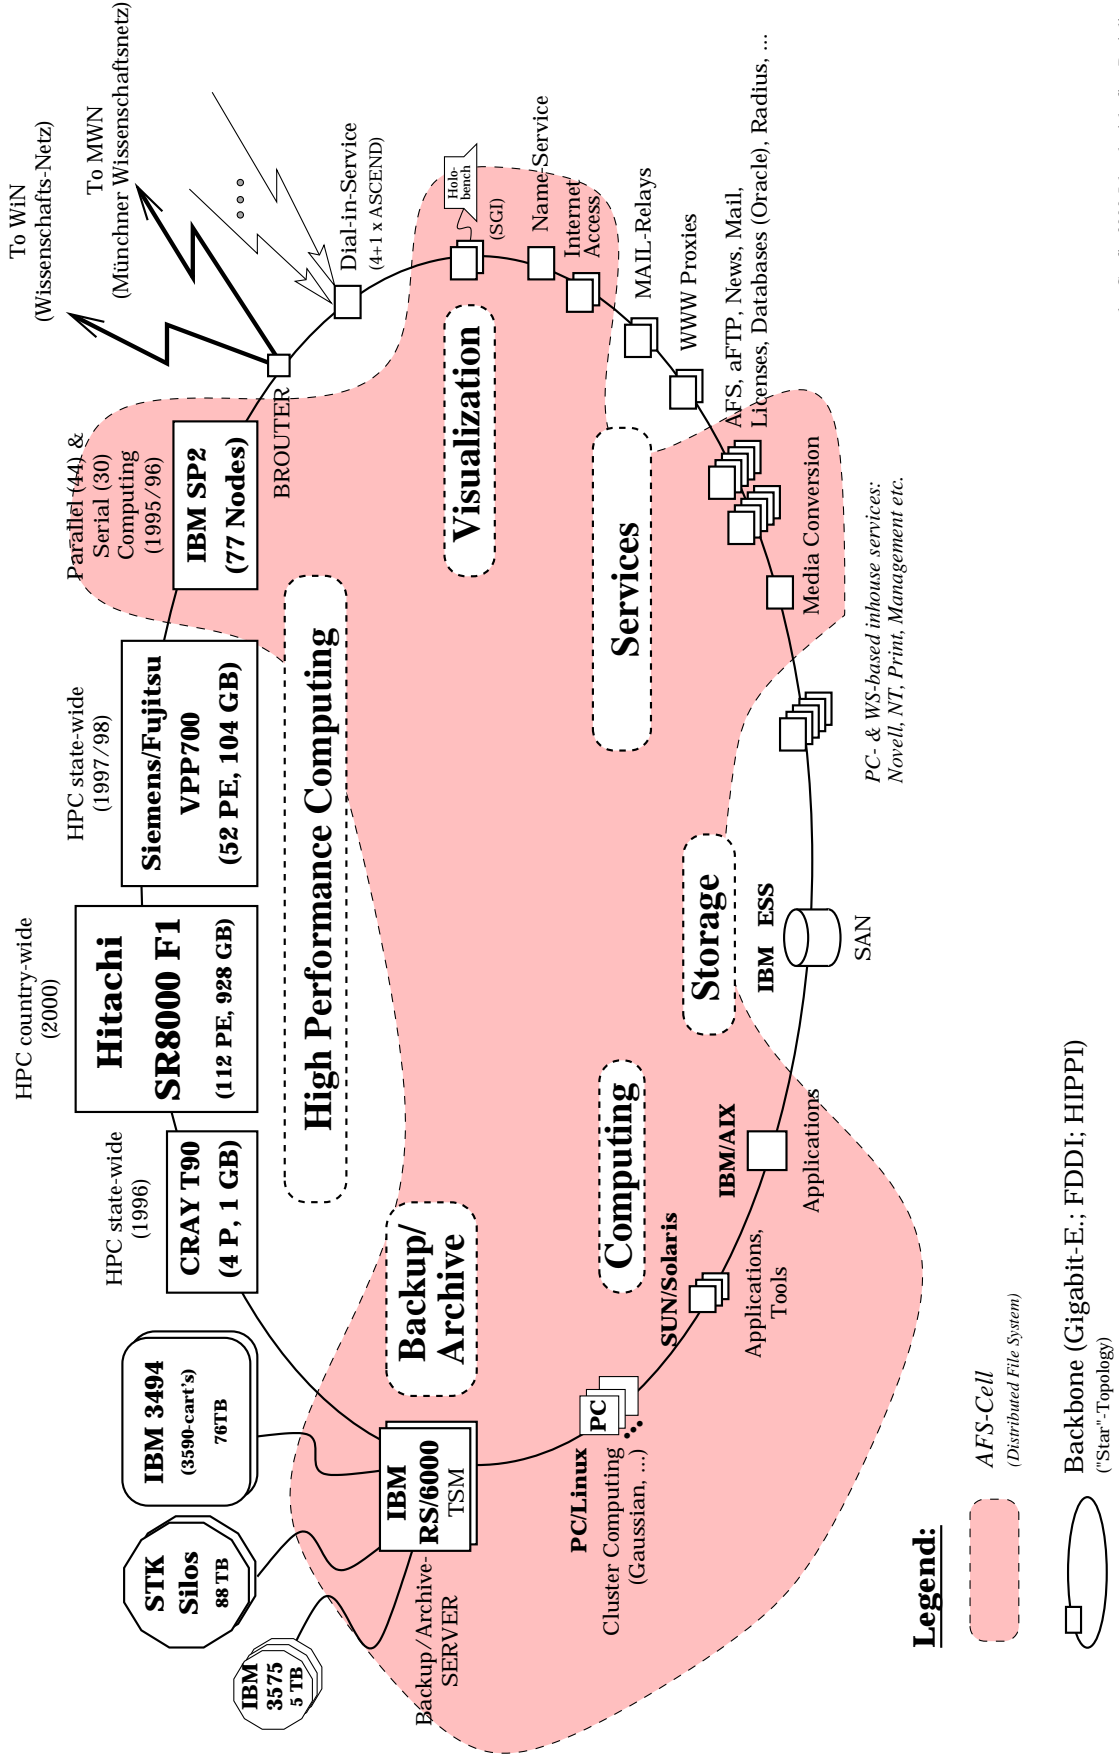 To WiN
(Wissenschafts-Netz)
To MWN
(Münchner Wissenschaftsnetz)
HPC country-wide
(2000)
Hitachi
SR8000 F1
(112 PE, 928 GB)
HPC state-wide
(1997/98)
Siemens/Fujitsu
VPP700
(52 PE, 104 GB)
Parallel (44) &
Serial (30)
Computing
(1995/96)
IBM SP2
(77 Nodes)
BROUTER
Dial-in-Service
(4+1 x ASCEND)
HPC state-wide
(1996)
CRAY T90
(4 P, 1 GB)
IBM 3494
(3590-cart's)
76TB
STK
Silos
88 TB
IBM
3575
5 TB
High Performance Computing
Backup/
Archive
IBM
RS/6000
TSM
Backup/Archive-
SERVER
Visualization
Holo-
bench
(SGI)
Name-Service
Internet
Access
MAIL-Relays
WWW Proxies
AFS, aFTP, News, Mail,
Licenses, Databases (Oracle), Radius, ...
Services
Media Conversion
PC- & WS-based inhouse services:
Novell, NT, Print, Management etc.
Storage
IBM ESS
SAN
Computing
IBM/AIX
Applications
SUN/Solaris
Applications,
Tools
PC
PC/Linux
Cluster Computing
(Gaussian, ...)
Legend:
AFS-Cell
(Distributed File System)
Backbone (Gigabit-E.; FDDI; HIPPI)
("Star"-Topology)